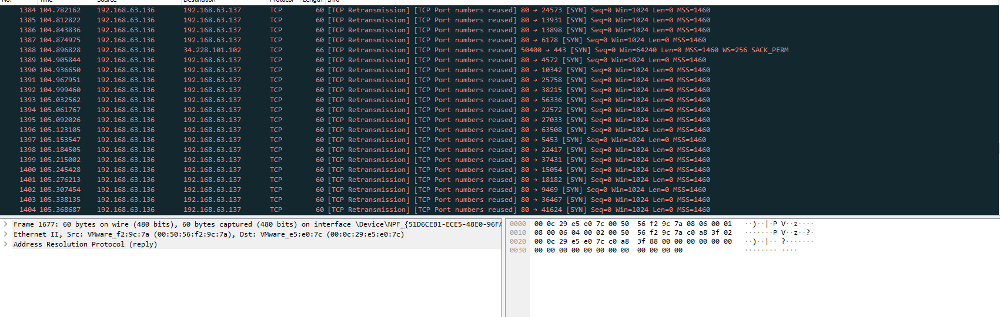 No. Time Source Destination Protocol Length Info
1384 104.782162 192.168.63.136 192.168.63.137 TCP 60 [TCP Retransmission] [TCP Port numbers reused] 80 → 24573 [SYN] Seq=0 Win=1024 Len=0 MSS=1460
1385 104.812822 192.168.63.136 192.168.63.137 TCP 60 [TCP Retransmission] [TCP Port numbers reused] 80 → 13931 [SYN] Seq=0 Win=1024 Len=0 MSS=1460
1386 104.843836 192.168.63.136 192.168.63.137 TCP 60 [TCP Retransmission] [TCP Port numbers reused] 80 → 13898 [SYN] Seq=0 Win=1024 Len=0 MSS=1460
1387 104.874975 192.168.63.136 192.168.63.137 TCP 60 [TCP Retransmission] [TCP Port numbers reused] 80 → 6178 [SYN] Seq=0 Win=1024 Len=0 MSS=1460
1388 104.896828 192.168.63.137 34.228.101.102 TCP 66 [TCP Retransmission] [TCP Port numbers reused] 50400 → 443 [SYN] Seq=0 Win=64240 Len=0 MSS=1460 WS=256 SACK_PERM
1389 104.905844 192.168.63.136 192.168.63.137 TCP 60 [TCP Retransmission] [TCP Port numbers reused] 80 → 4572 [SYN] Seq=0 Win=1024 Len=0 MSS=1460
1390 104.936650 192.168.63.136 192.168.63.137 TCP 60 [TCP Retransmission] [TCP Port numbers reused] 80 → 10342 [SYN] Seq=0 Win=1024 Len=0 MSS=1460
1391 104.967951 192.168.63.136 192.168.63.137 TCP 60 [TCP Retransmission] [TCP Port numbers reused] 80 → 25758 [SYN] Seq=0 Win=1024 Len=0 MSS=1460
1392 104.999460 192.168.63.136 192.168.63.137 TCP 60 [TCP Retransmission] [TCP Port numbers reused] 80 → 38215 [SYN] Seq=0 Win=1024 Len=0 MSS=1460
1393 105.032562 192.168.63.136 192.168.63.137 TCP 60 [TCP Retransmission] [TCP Port numbers reused] 80 → 56336 [SYN] Seq=0 Win=1024 Len=0 MSS=1460
1394 105.061767 192.168.63.136 192.168.63.137 TCP 60 [TCP Retransmission] [TCP Port numbers reused] 80 → 22572 [SYN] Seq=0 Win=1024 Len=0 MSS=1460
1395 105.092026 192.168.63.136 192.168.63.137 TCP 60 [TCP Retransmission] [TCP Port numbers reused] 80 → 27033 [SYN] Seq=0 Win=1024 Len=0 MSS=1460
1396 105.123105 192.168.63.136 192.168.63.137 TCP 60 [TCP Retransmission] [TCP Port numbers reused] 80 → 63508 [SYN] Seq=0 Win=1024 Len=0 MSS=1460
1397 105.153547 192.168.63.136 192.168.63.137 TCP 60 [TCP Retransmission] [TCP Port numbers reused] 80 → 5453 [SYN] Seq=0 Win=1024 Len=0 MSS=1460
1398 105.184505 192.168.63.136 192.168.63.137 TCP 60 [TCP Retransmission] [TCP Port numbers reused] 80 → 22417 [SYN] Seq=0 Win=1024 Len=0 MSS=1460
1399 105.215002 192.168.63.136 192.168.63.137 TCP 60 [TCP Retransmission] [TCP Port numbers reused] 80 → 37431 [SYN] Seq=0 Win=1024 Len=0 MSS=1460
1400 105.245428 192.168.63.136 192.168.63.137 TCP 60 [TCP Retransmission] [TCP Port numbers reused] 80 → 15054 [SYN] Seq=0 Win=1024 Len=0 MSS=1460
1401 105.276213 192.168.63.136 192.168.63.137 TCP 60 [TCP Retransmission] [TCP Port numbers reused] 80 → 18182 [SYN] Seq=0 Win=1024 Len=0 MSS=1460
1402 105.307454 192.168.63.136 192.168.63.137 TCP 60 [TCP Retransmission] [TCP Port numbers reused] 80 → 9469 [SYN] Seq=0 Win=1024 Len=0 MSS=1460
1403 105.338135 192.168.63.136 192.168.63.137 TCP 60 [TCP Retransmission] [TCP Port numbers reused] 80 → 36467 [SYN] Seq=0 Win=1024 Len=0 MSS=1460
1404 105.368687 192.168.63.136 192.168.63.137 TCP 60 [TCP Retransmission] [TCP Port numbers reused] 80 → 41624 [SYN] Seq=0 Win=1024 Len=0 MSS=1460
Frame 1677: 60 bytes on wire (480 bits), 60 bytes captured (480 bits) on interface \Device\NPF_{51D6CEB1-ECE5-48E0-96FA
Ethernet II, Src: VMware_f2:9c:7a (00:50:56:f2:9c:7a), Dst: VMware_e5:e0:7c (00:0c:29:e5:e0:7c)
Address Resolution Protocol (reply)
0000 00 0c 29 e5 e0 7c 00 50 56 f2 9c 7a 08 06 00 01 ··)··|·P V··z····
0010 08 00 06 04 00 02 00 50 56 f2 9c 7a c0 a8 3f 02 ·······P V··z··?·
0020 00 0c 29 e5 e0 7c c0 a8 3f 88 00 00 00 00 00 00 ··)··|·· ?·······
0030 00 00 00 00 00 00 00 00 00 00 00 00 ········ ····